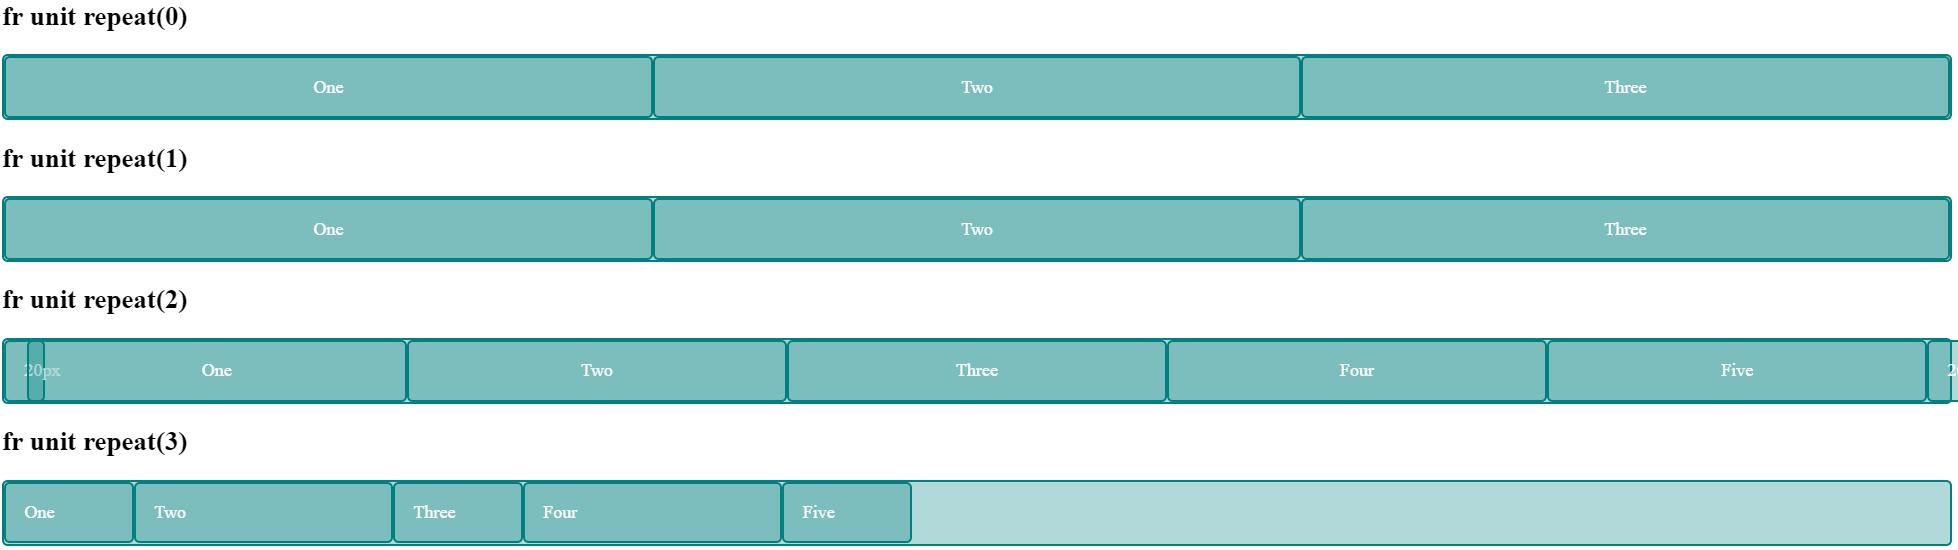 fr unit repeat(0)
One Two Three
fr unit repeat(1)
One Two Three
fr unit repeat(2)
20px One Two Three Four Five
fr unit repeat(3)
One Two Three Four Five